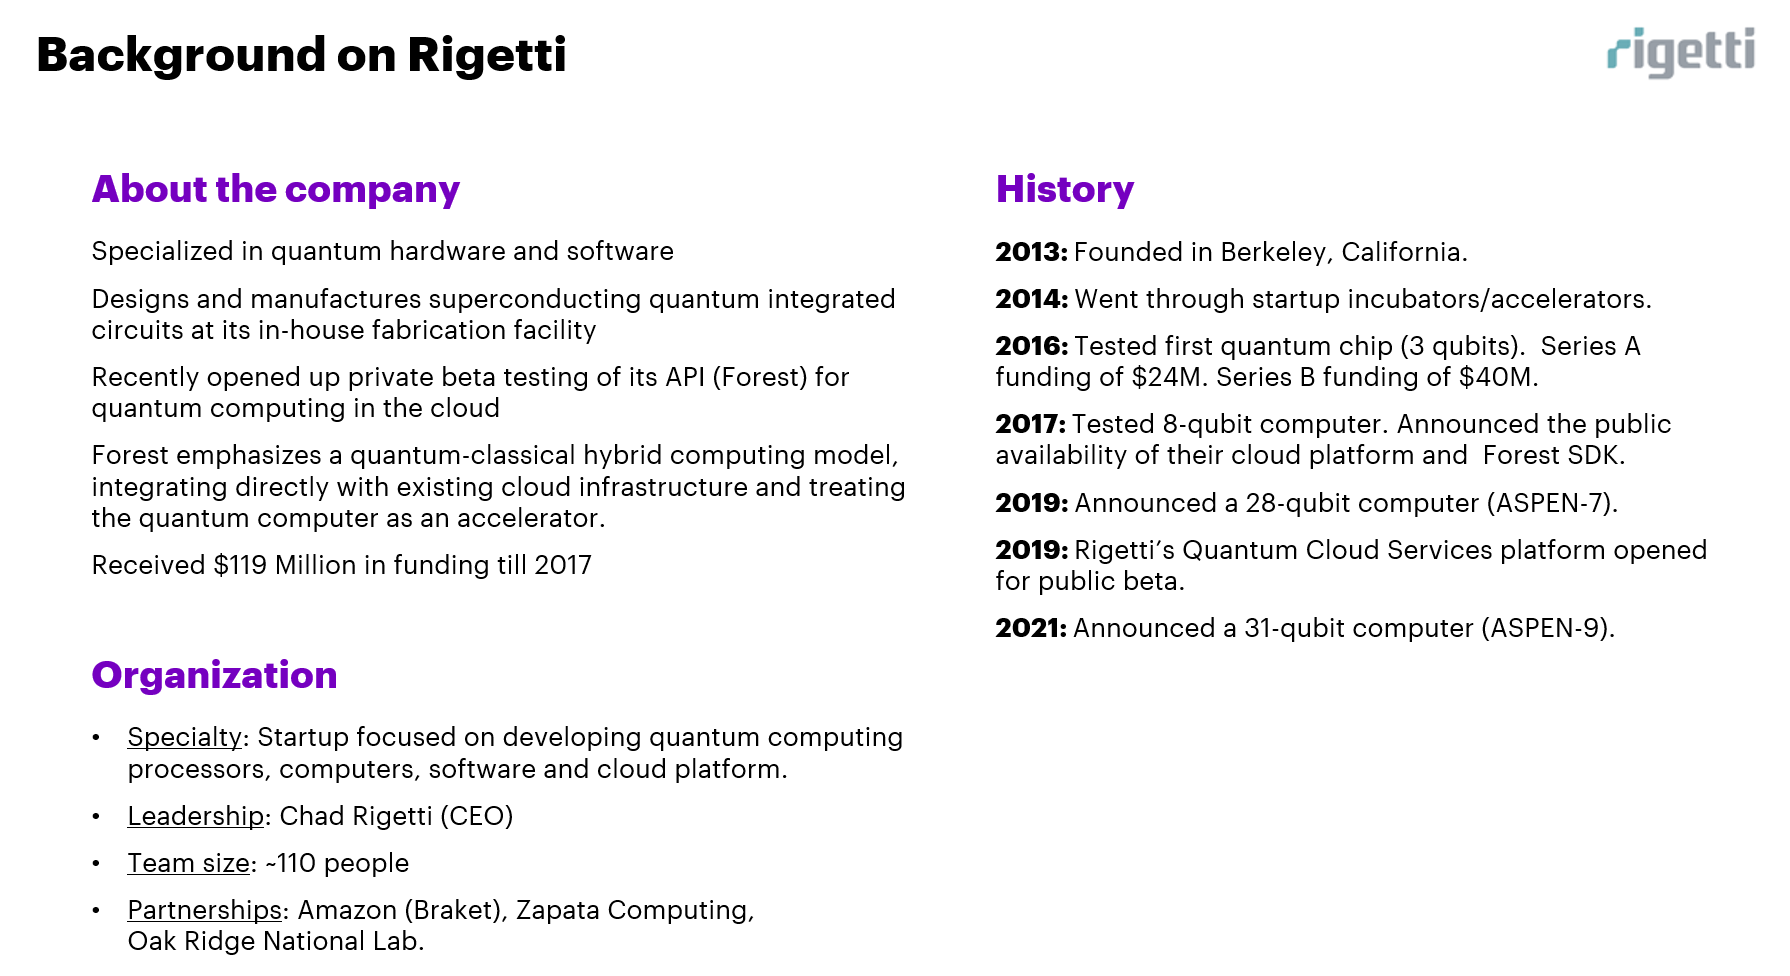 Background on Rigetti
rigetti
About the company
Specialized in quantum hardware and software
Designs and manufactures superconducting quantum integrated
circuits at its in-house fabrication facility
Recently opened up private beta testing of its API (Forest) for
quantum computing in the cloud
Forest emphasizes a quantum-classical hybrid computing model,
integrating directly with existing cloud infrastructure and treating
the quantum computer as an accelerator.
Received $119 Million in funding till 2017
Organization
• Specialty: Startup focused on developing quantum computing
processors, computers, software and cloud platform.
• Leadership: Chad Rigetti (CEO)
• Team size: ~110 people
• Partnerships: Amazon (Braket), Zapata Computing,
Oak Ridge National Lab.
History
2013: Founded in Berkeley, California.
2014: Went through startup incubators/accelerators.
2016: Tested first quantum chip (3 qubits).  Series A
funding of $24M. Series B funding of $40M.
2017: Tested 8-qubit computer. Announced the public
availability of their cloud platform and  Forest SDK.
2019: Announced a 28-qubit computer (ASPEN-7).
2019: Rigetti’s Quantum Cloud Services platform opened
for public beta.
2021: Announced a 31-qubit computer (ASPEN-9).